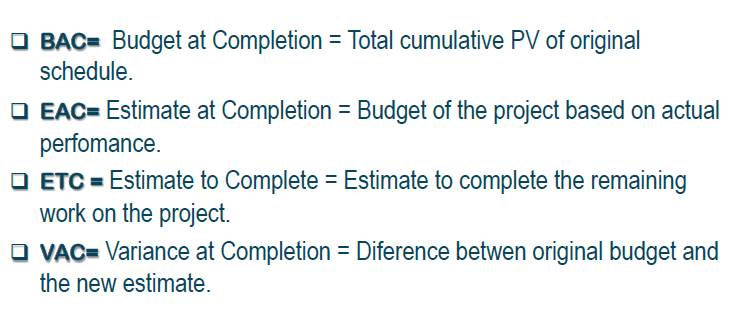 ❑ BAC= Budget at Completion = Total cumulative PV of original
schedule.
❑ EAC= Estimate at Completion = Budget of the project based on actual
perfomance.
❑ ETC = Estimate to Complete = Estimate to complete the remaining
work on the project.
❑ VAC= Variance at Completion = Diference betwen original budget and
the new estimate.